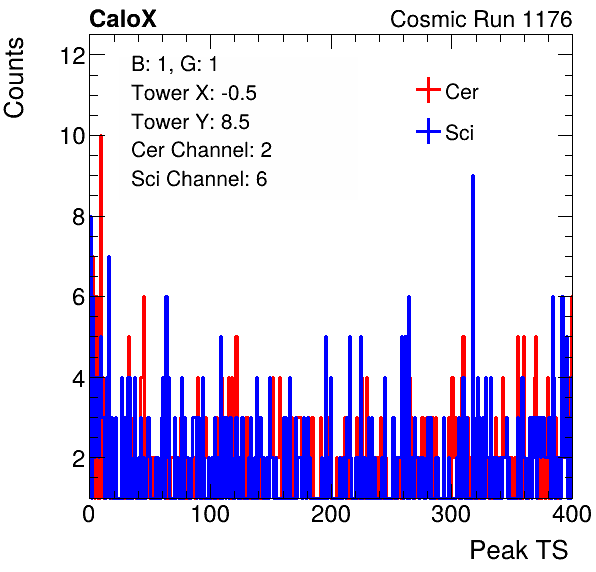 CaloX Cosmic Run 1176
Counts
B: 1, G: 1
Tower X: -0.5
Tower Y: 8.5
Cer Channel: 2
Sci Channel: 6
Cer
Sci
12
10
8
6
4
2
0 100 200 300 400
Peak TS